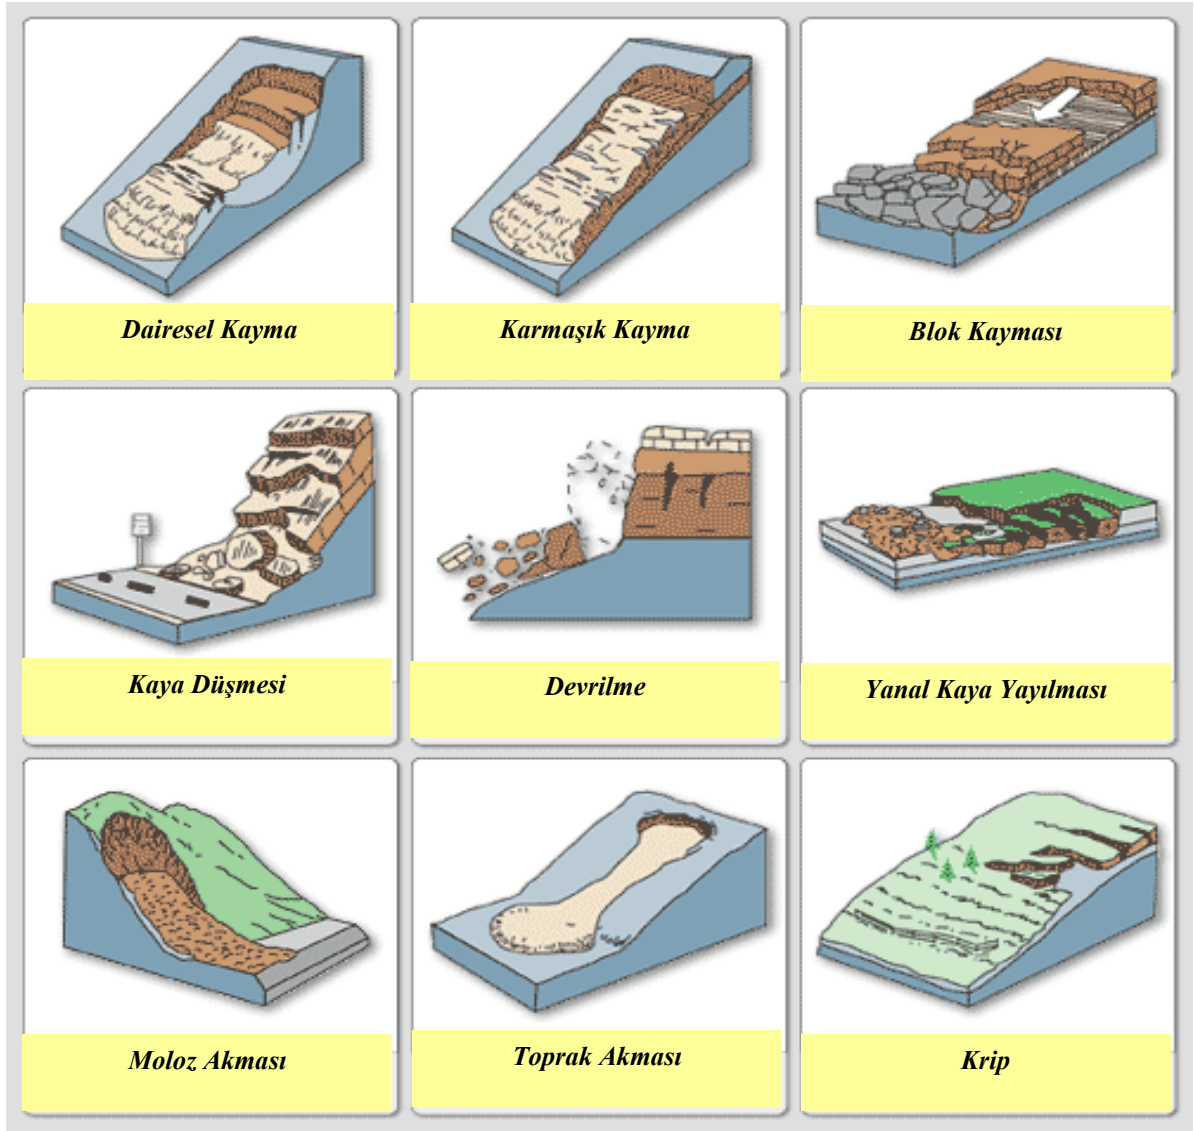 Dairesel Kayma
Karmaşık Kayma
Blok Kayması
Kaya Düşmesi
Devrilme
Yanal Kaya Yayılması
Moloz Akması
Toprak Akması
Krip